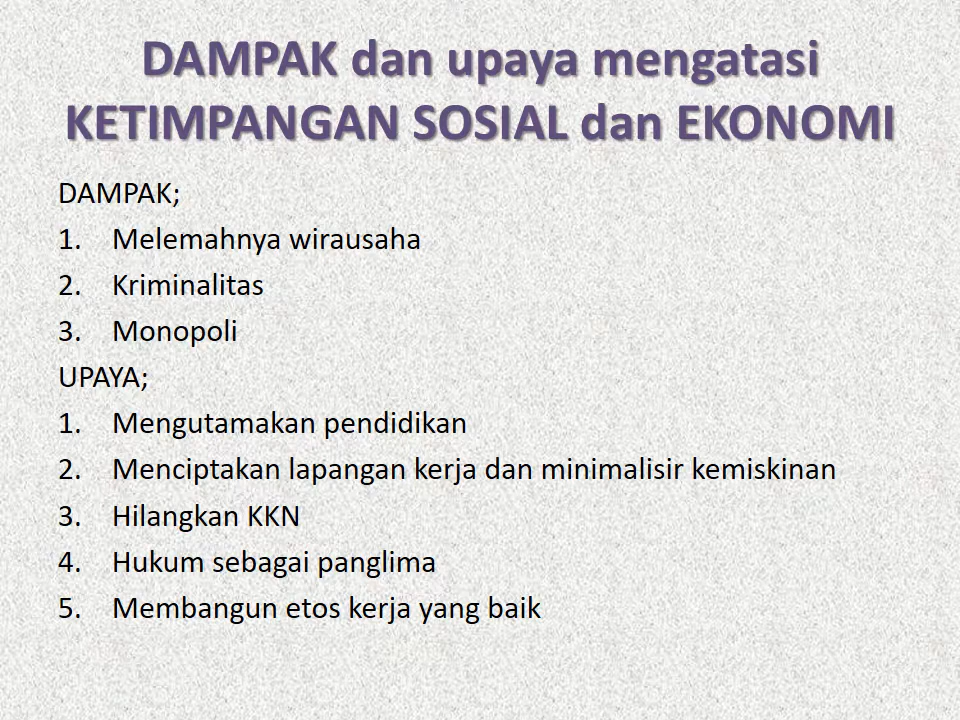 DAMPAK dan upaya mengatasi
KETIMPANGAN SOSIAL dan EKONOMI
DAMPAK;
1. Melemahnya wirausaha
2. Kriminalitas
3. Monopoli
UPAYA;
1. Mengutamakan pendidikan
2. Menciptakan lapangan kerja dan minimalisir kemiskinan
3. Hilangkan KKN
4. Hukum sebagai panglima
5. Membangun etos kerja yang baik